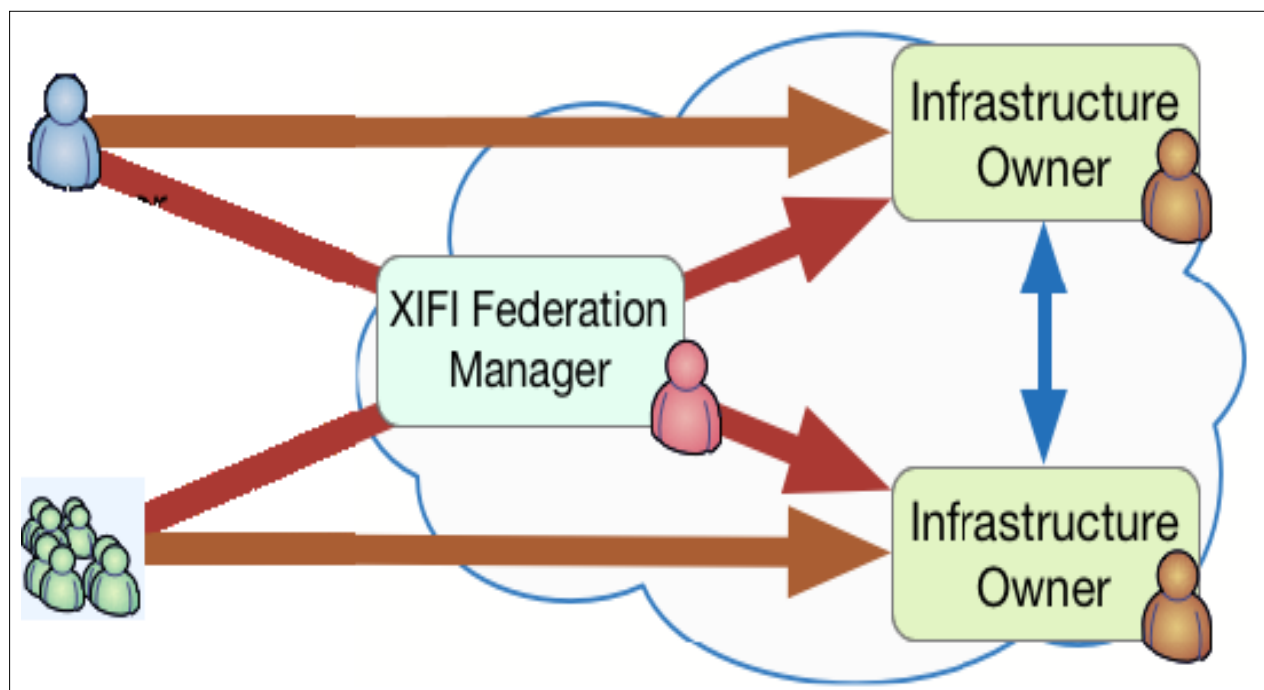 Infrastructure
Owner
XIFI Federation
Manager
Infrastructure
Owner